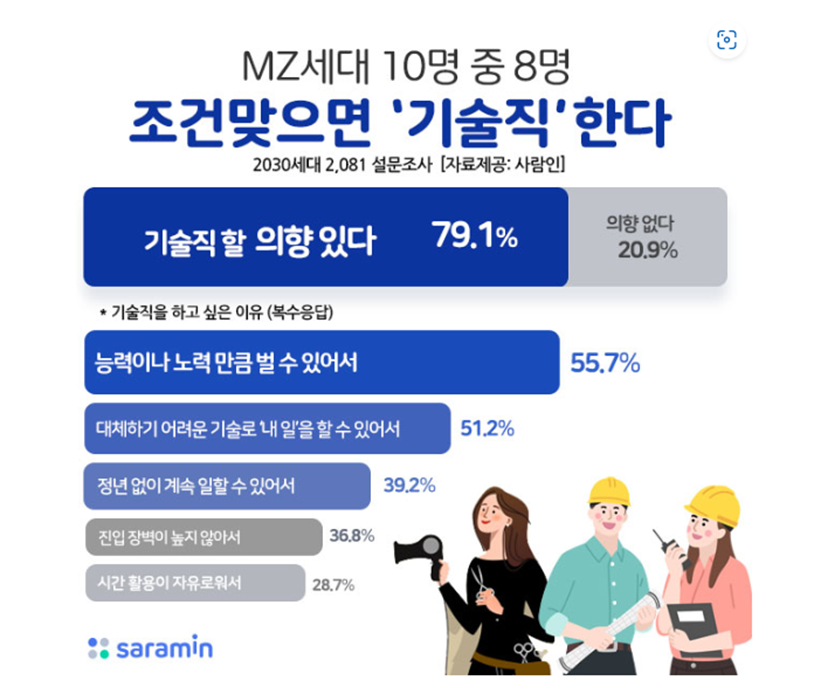 MZ세대 10명 중 8명
조건맞으면 '기술직'한다
2030세대 2,081 설문조사 [자료제공: 사람인]
기술직 할 의향 있다 79.1%
의향 없다
20.9%
* 기술직을 하고 싶은 이유 (복수응답)
능력이나 노력 만큼 벌 수 있어서 55.7%
대체하기 어려운 기술로 '내 일'을 할 수 있어서 51.2%
정년 없이 계속 일할 수 있어서 39.2%
진입 장벽이 높지 않아서 36.8%
시간 활용이 자유로워서 28.7%
saramin